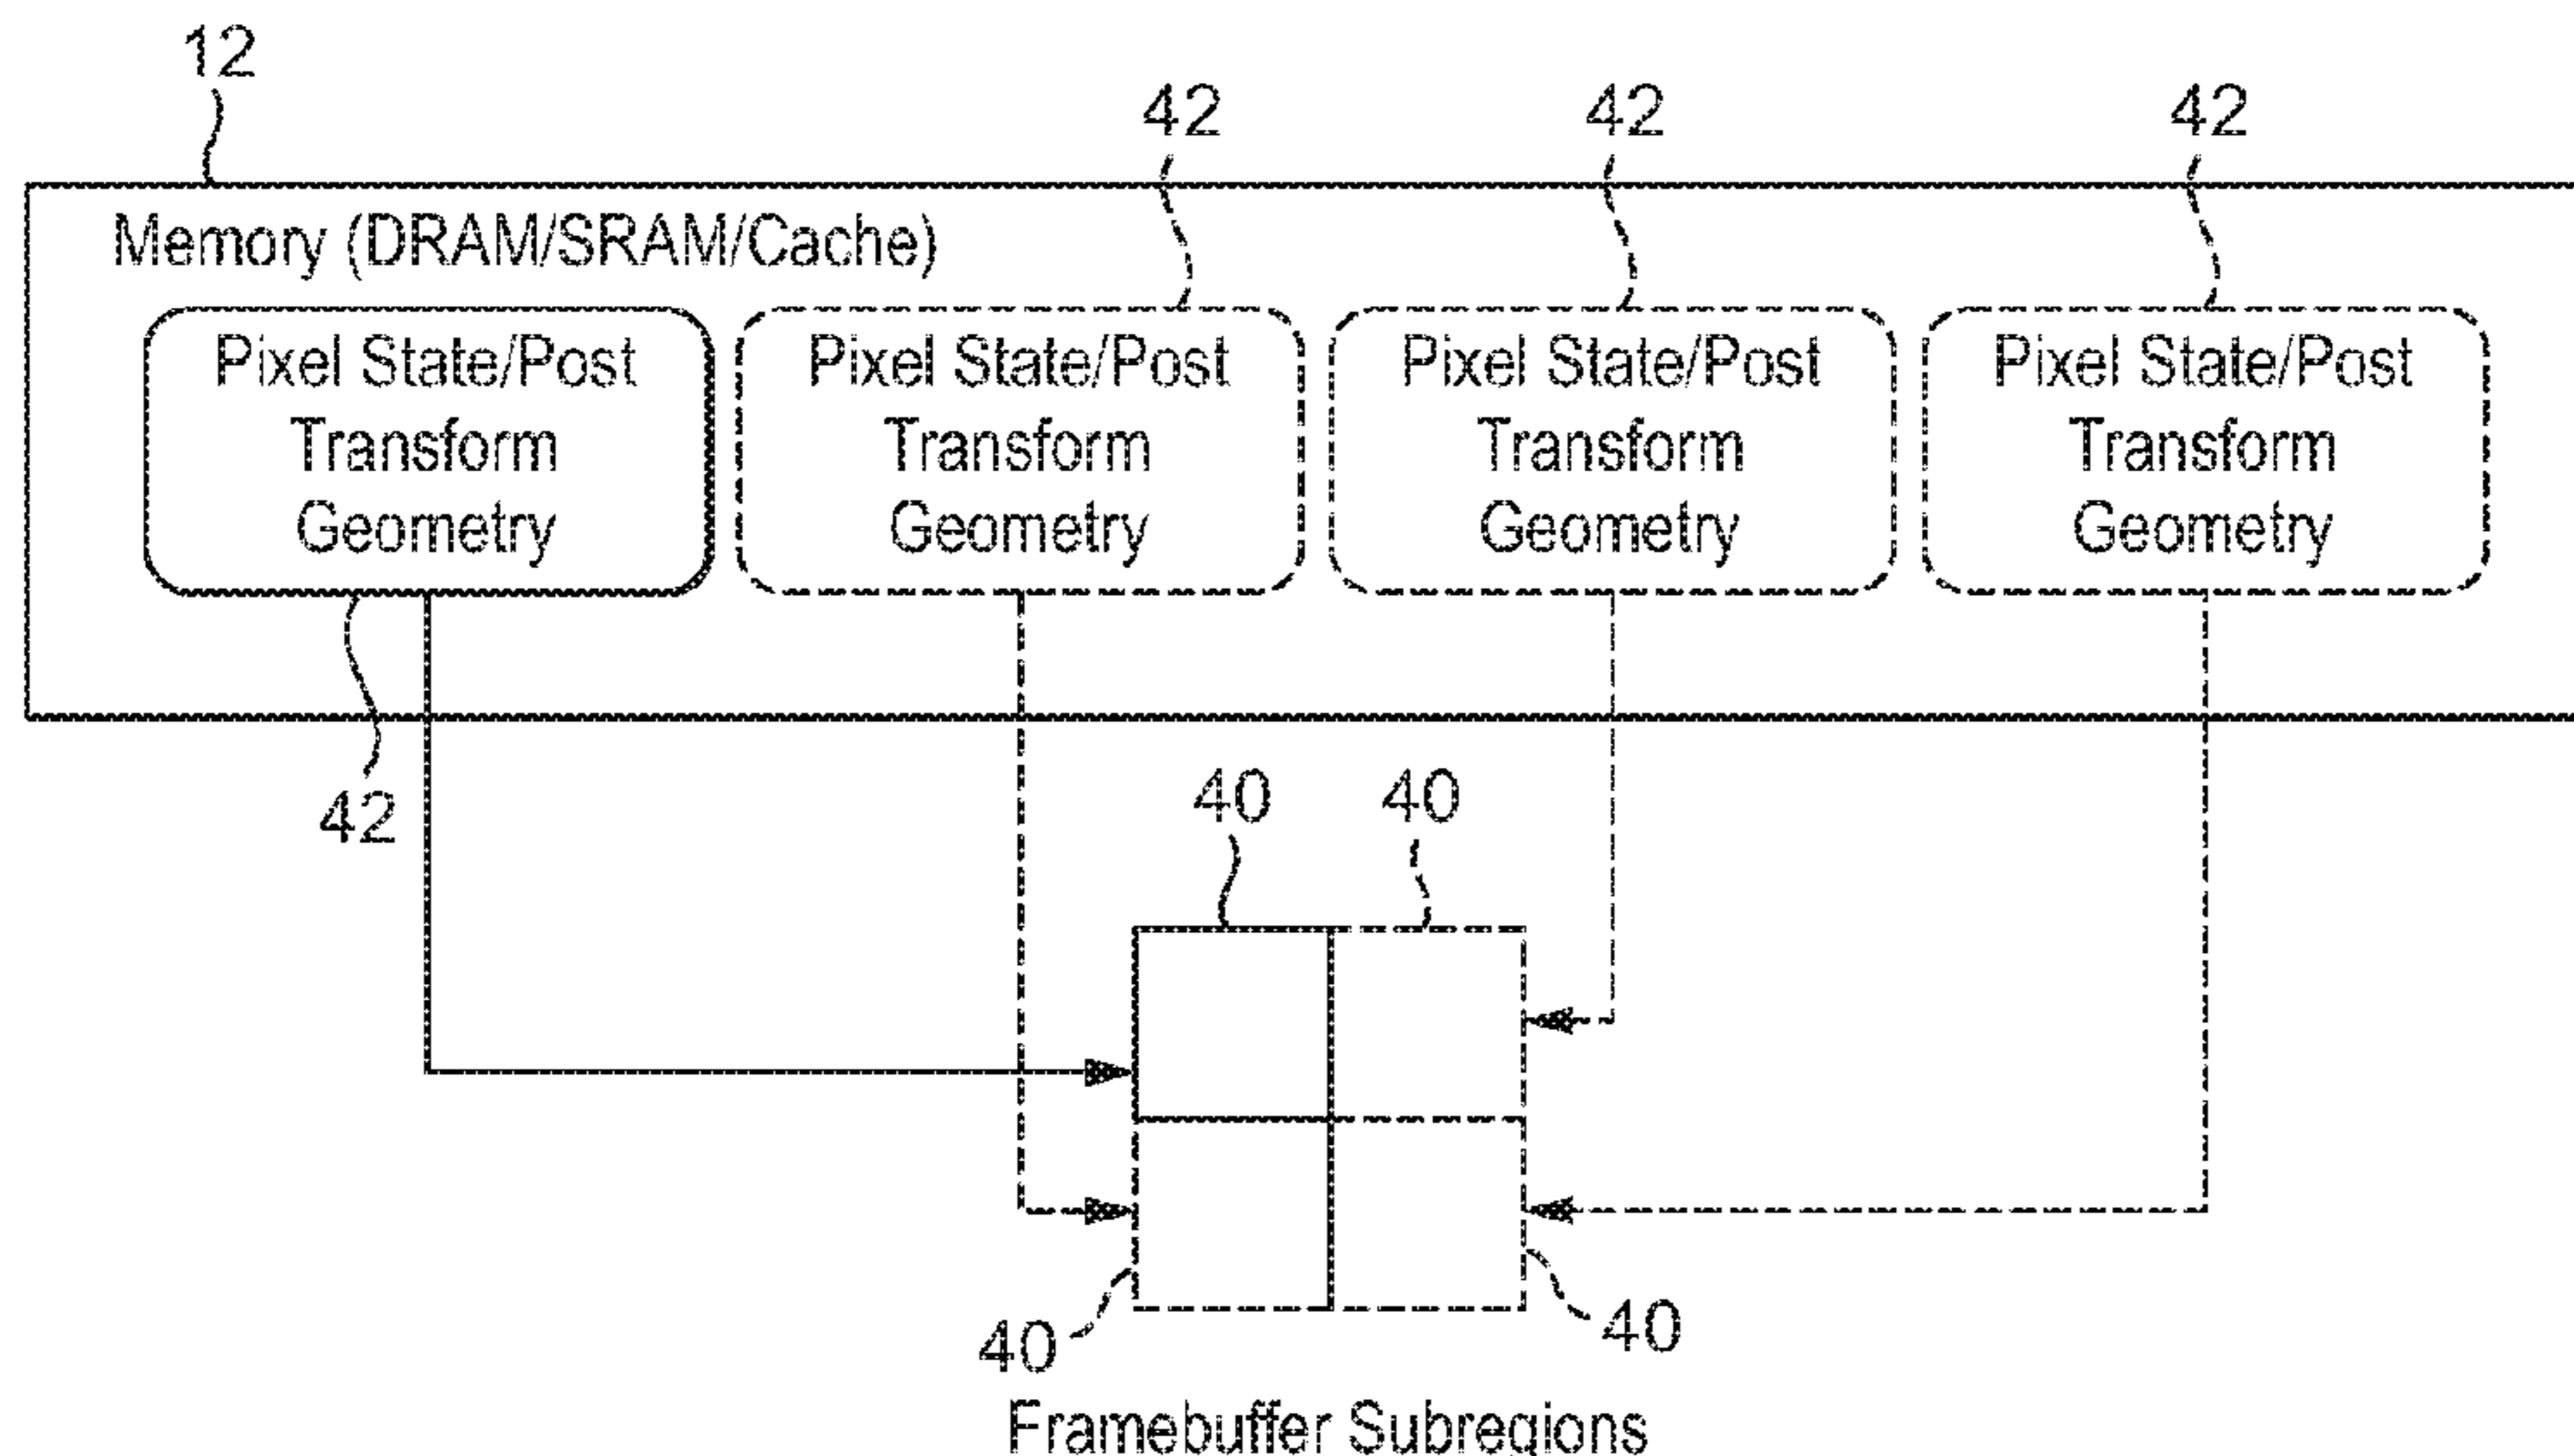 12
42 42 42
Memory (DRAM/SRAM/Cache)
Pixel State/Post
Transform
Geometry
Pixel State/Post
Transform
Geometry
Pixel State/Post
Transform
Geometry
Pixel State/Post
Transform
Geometry
42
40 40
40
40
Framebuffer Subregions